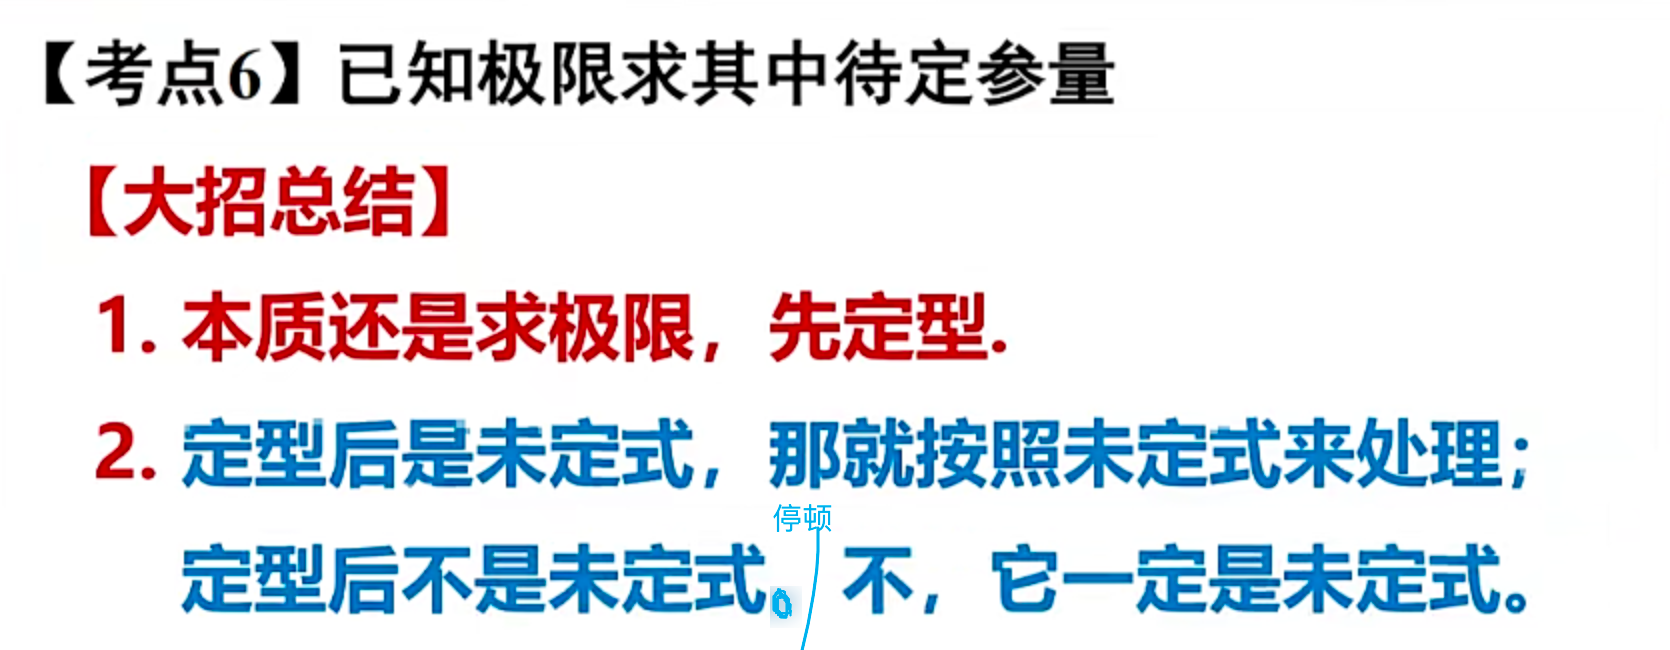 【考点6】已知极限求其中待定参量
【大招总结】
1. 本质还是求极限，先定型.
2. 定型后是未定式，那就按照未定式来处理；
停顿
定型后不是未定式。不，它一定是未定式。